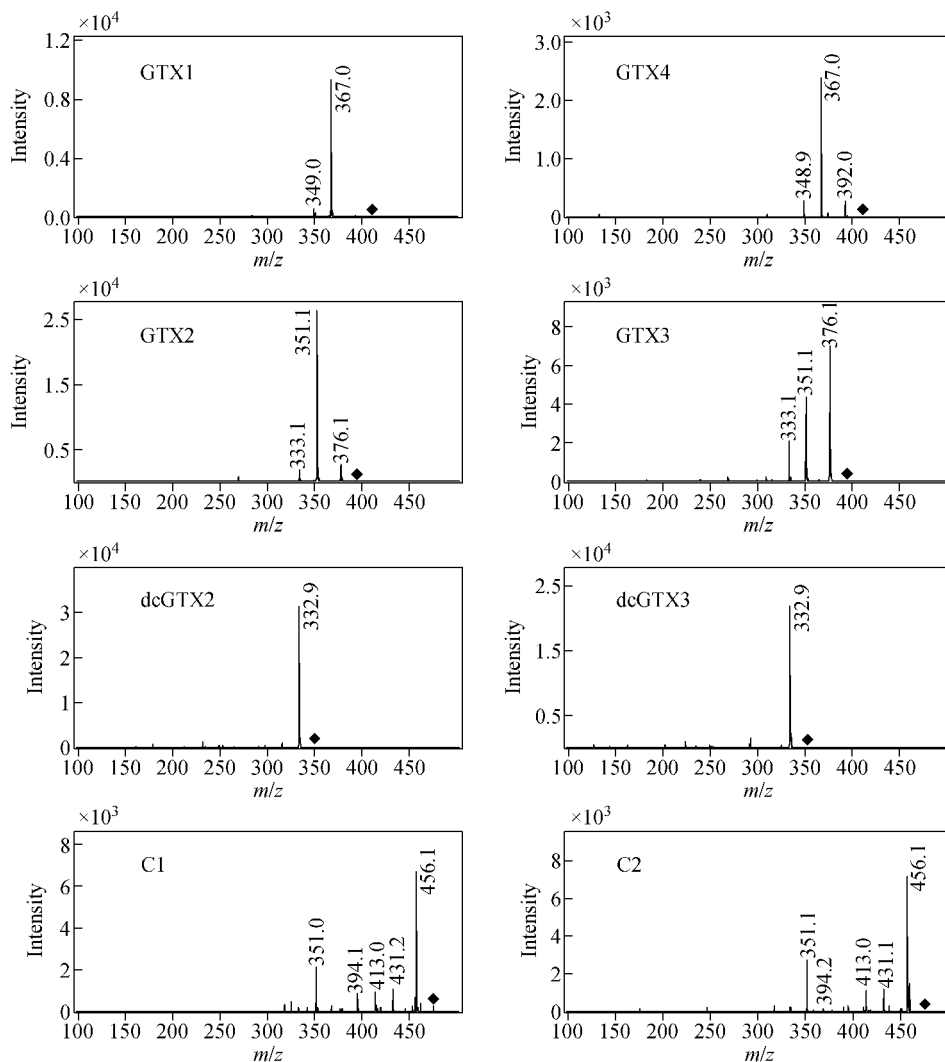 ×10⁴
1.2
0.8
0.4
0.0
Intensity
GTX1
349.0
367.0
100 150 200 250 300 350 400 450
m/z
×10³
3.0
2.0
1.0
0
Intensity
GTX4
348.9
367.0
392.0
100 150 200 250 300 350 400 450
m/z
×10⁴
2.5
1.5
0.5
Intensity
GTX2
333.1
351.1
376.1
100 150 200 250 300 350 400 450
m/z
×10³
8
6
4
2
0
Intensity
GTX3
333.1
351.1
376.1
100 150 200 250 300 350 400 450
m/z
×10⁴
3
2
1
0
Intensity
dcGTX2
332.9
100 150 200 250 300 350 400 450
m/z
×10⁴
2.5
1.5
0.5
Intensity
dcGTX3
332.9
100 150 200 250 300 350 400 450
m/z
×10³
8
6
4
2
0
Intensity
C1
351.0
394.1
413.0
431.2
456.1
100 150 200 250 300 350 400 450
m/z
×10³
8
6
4
2
0
Intensity
C2
351.1
394.2
413.0
431.1
456.1
100 150 200 250 300 350 400 450
m/z